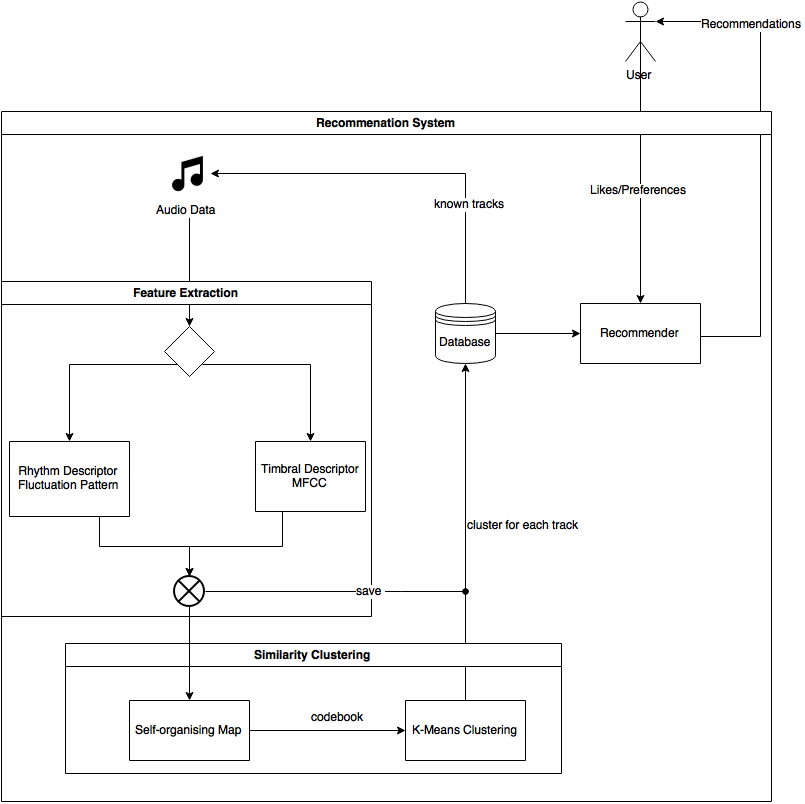 Recommendations
User
Recommenation System
Audio Data
known tracks
Likes/Preferences
Feature Extraction
Database
Recommender
Rhythm Descriptor
Fluctuation Pattern
Timbral Descriptor
MFCC
cluster for each track
save
Similarity Clustering
Self-organising Map
codebook
K-Means Clustering